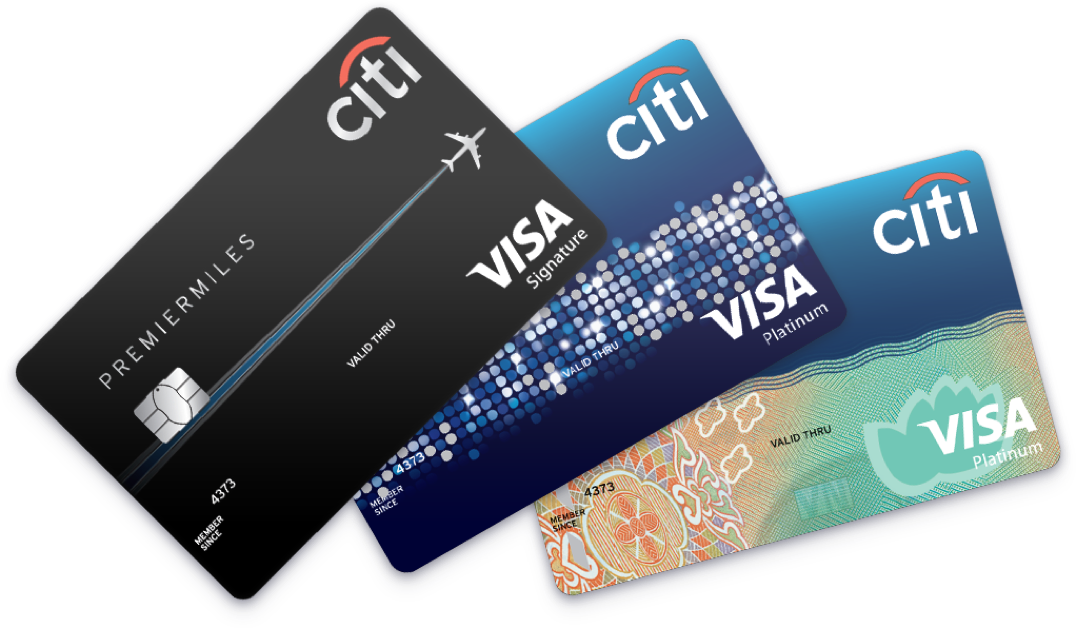 citi
PREMIERMILES
VISA
Signature
VALID THRU
4373
MEMBER
SINCE
citi
VISA
Platinum
VALID THRU
4373
MEMBER
SINCE
citi
VISA
Platinum
VALID THRU
4373
MEMBER
SINCE